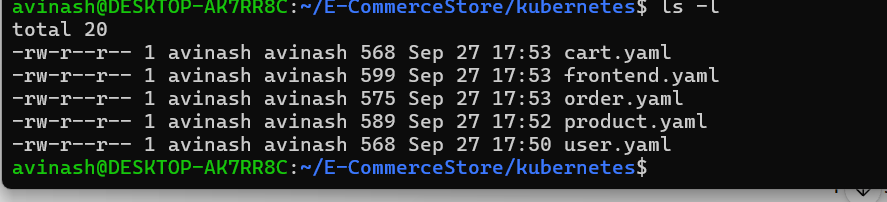 avinash@DESKTOP-AK7RR8C:~/E-CommerceStore/kubernetes$ ls -l
total 20
-rw-r--r-- 1 avinash avinash 568 Sep 27 17:53 cart.yaml
-rw-r--r-- 1 avinash avinash 599 Sep 27 17:53 frontend.yaml
-rw-r--r-- 1 avinash avinash 575 Sep 27 17:53 order.yaml
-rw-r--r-- 1 avinash avinash 589 Sep 27 17:52 product.yaml
-rw-r--r-- 1 avinash avinash 568 Sep 27 17:50 user.yaml
avinash@DESKTOP-AK7RR8C:~/E-CommerceStore/kubernetes$